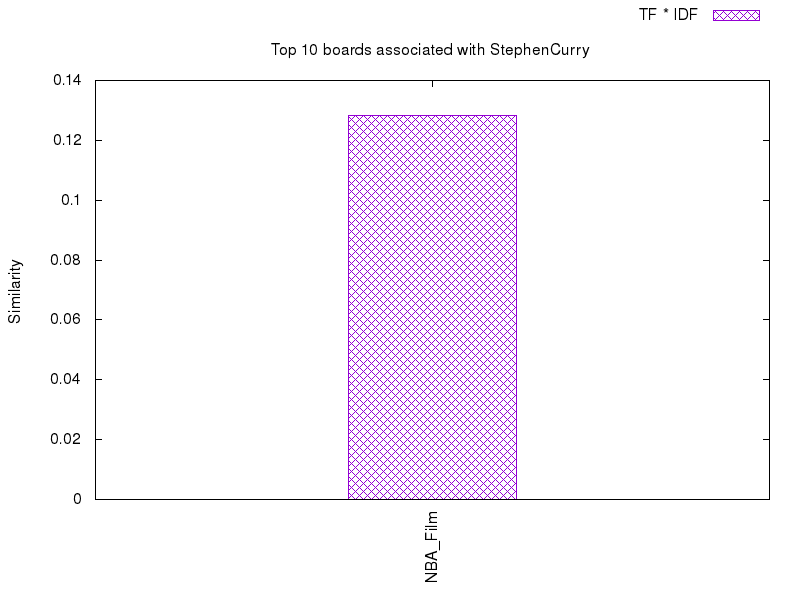 TF * IDF
Top 10 boards associated with StephenCurry
0.14
0.12
0.1
0.08
0.06
0.04
0.02
0
Similarity
NBA_Film